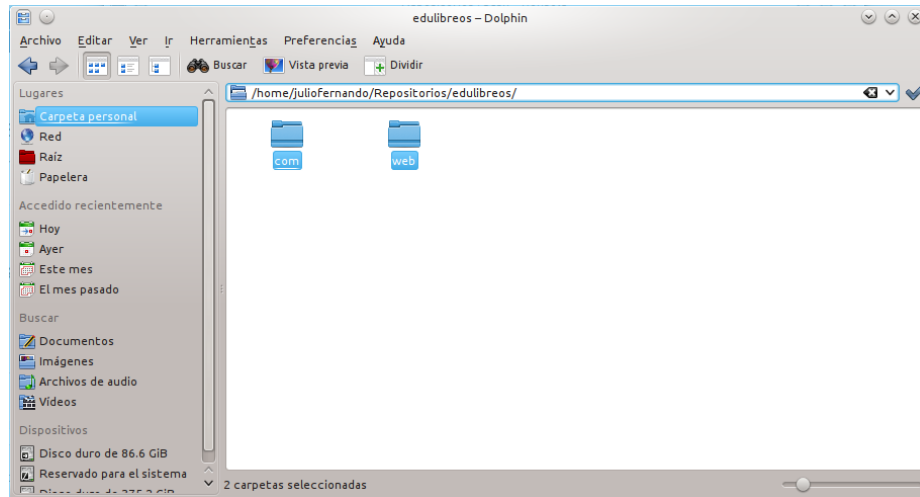 edulibreos – Dolphin
Archivo Editar Ver Ir Herramientas Preferencias Ayuda
Buscar Vista previa Dividir
Lugares
/home/juliofernando/Repositorios/edulibreos/
Carpeta personal
Red
Raíz
Papelera
com web
Accedido recientemente
Hoy
Ayer
Este mes
El mes pasado
Buscar
Documentos
Imágenes
Archivos de audio
Vídeos
Dispositivos
Disco duro de 86.6 GiB
Reservado para el sistema
2 carpetas seleccionadas